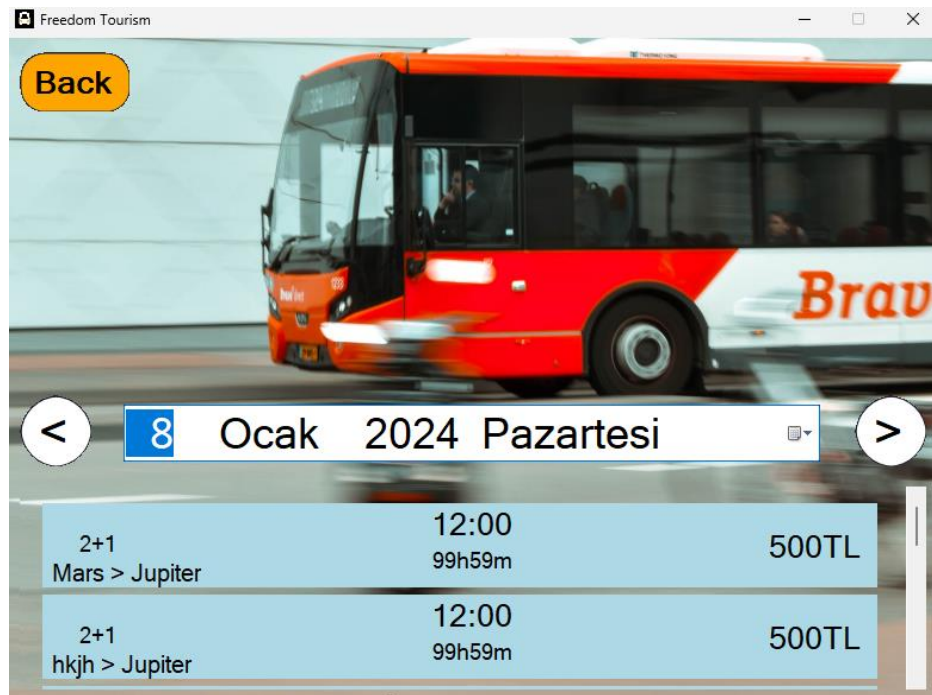 Freedom Tourism
Back
1233
Brav
< 8 Ocak 2024 Pazartesi >
12:00
2+1
99h59m
500TL
Mars > Jupiter
12:00
2+1
99h59m
500TL
hkjh > Jupiter